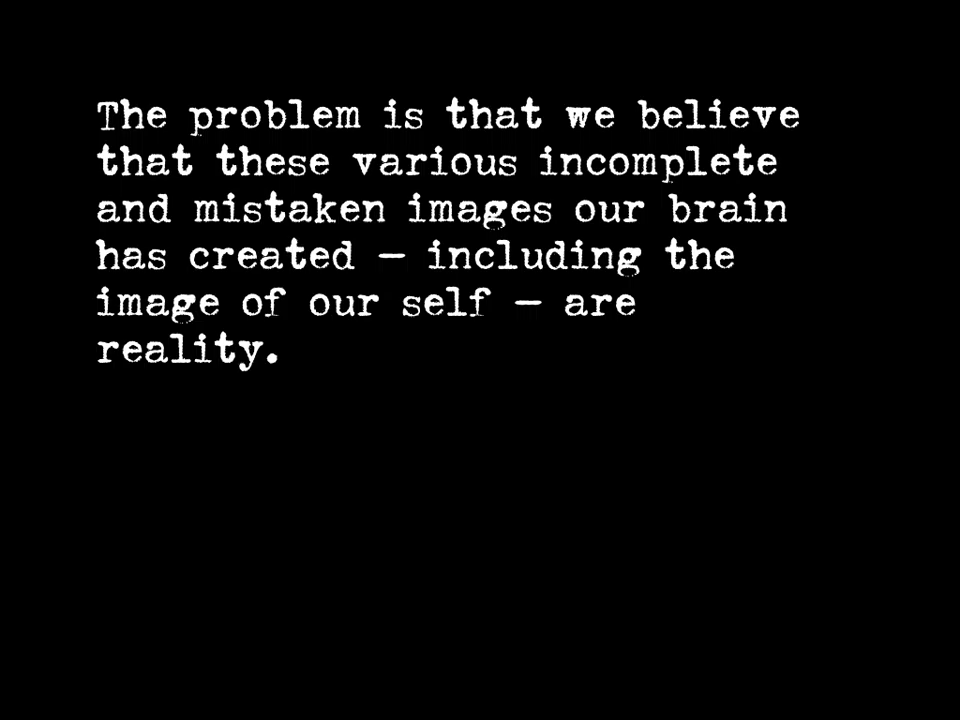 The problem is that we believe
that these various incomplete
and mistaken images our brain
has created — including the
image of our self — are
reality.